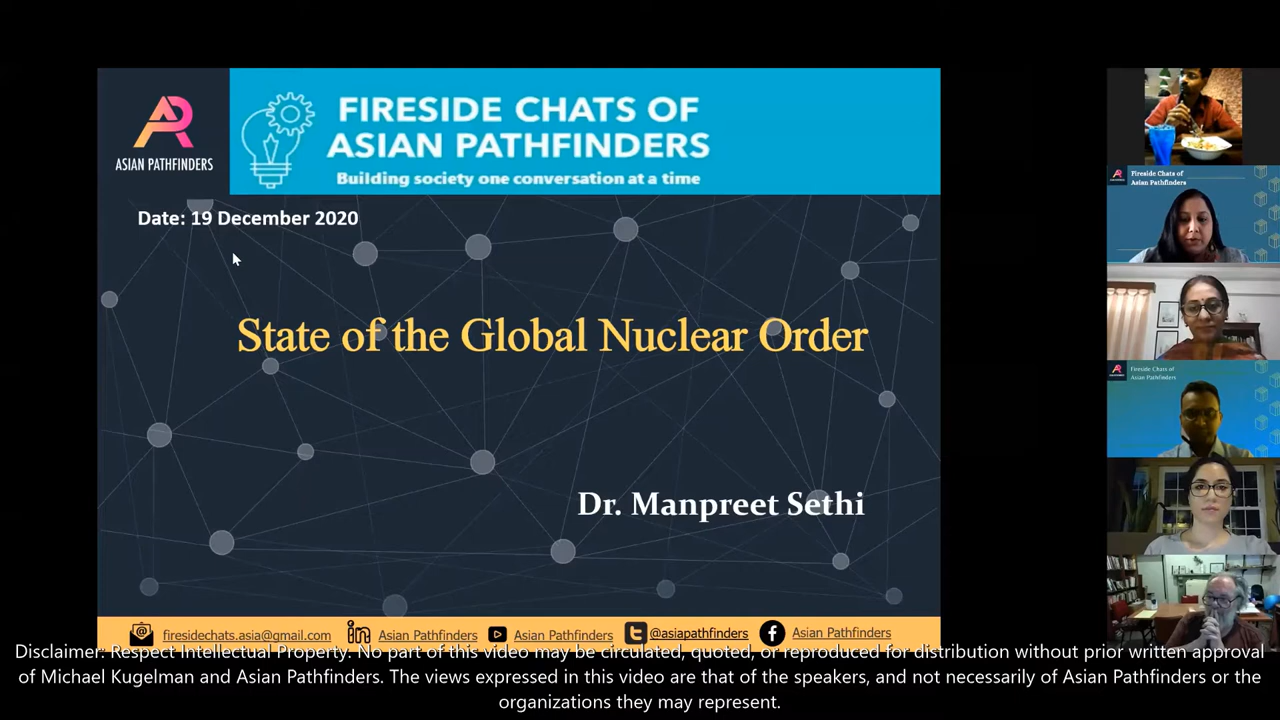 FIRESIDE CHATS OF
ASIAN PATHFINDERS
Building society one conversation at a time
ASIAN PATHFINDERS
Date: 19 December 2020
State of the Global Nuclear Order
Dr. Manpreet Sethi
firesidechats.asia@gmail.com
Asian Pathfinders
Asian Pathfinders
@asiapathfinders
Asian Pathfinders
Fireside Chats of
Asian Pathfinders
Fireside Chats of
Asian Pathfinders
Disclaimer: Respect Intellectual Property. No part of this video may be circulated, quoted, or reproduced for distribution without prior written approval
of Michael Kugelman and Asian Pathfinders. The views expressed in this video are that of the speakers, and not necessarily of Asian Pathfinders or the
organizations they may represent.